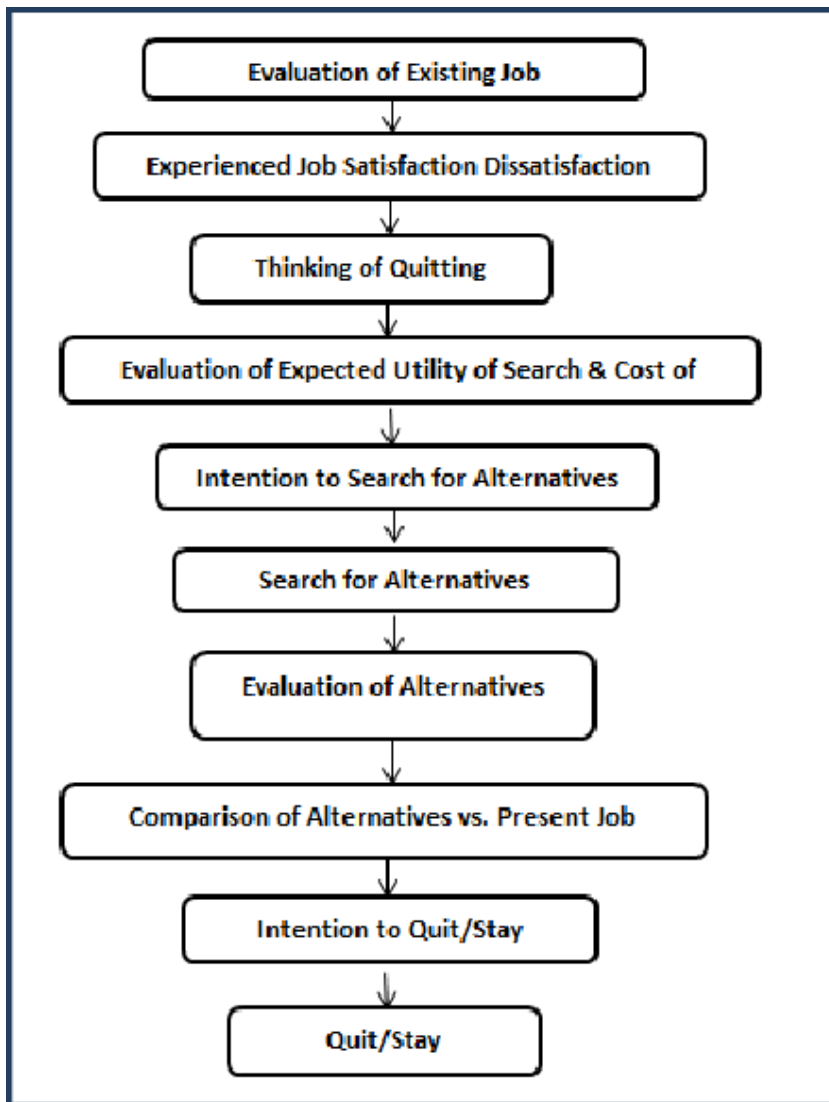 Evaluation of Existing Job
Experienced Job Satisfaction Dissatisfaction
Thinking of Quitting
Evaluation of Expected Utility of Search & Cost of
Intention to Search for Alternatives
Search for Alternatives
Evaluation of Alternatives
Comparison of Alternatives vs. Present Job
Intention to Quit/Stay
Quit/Stay